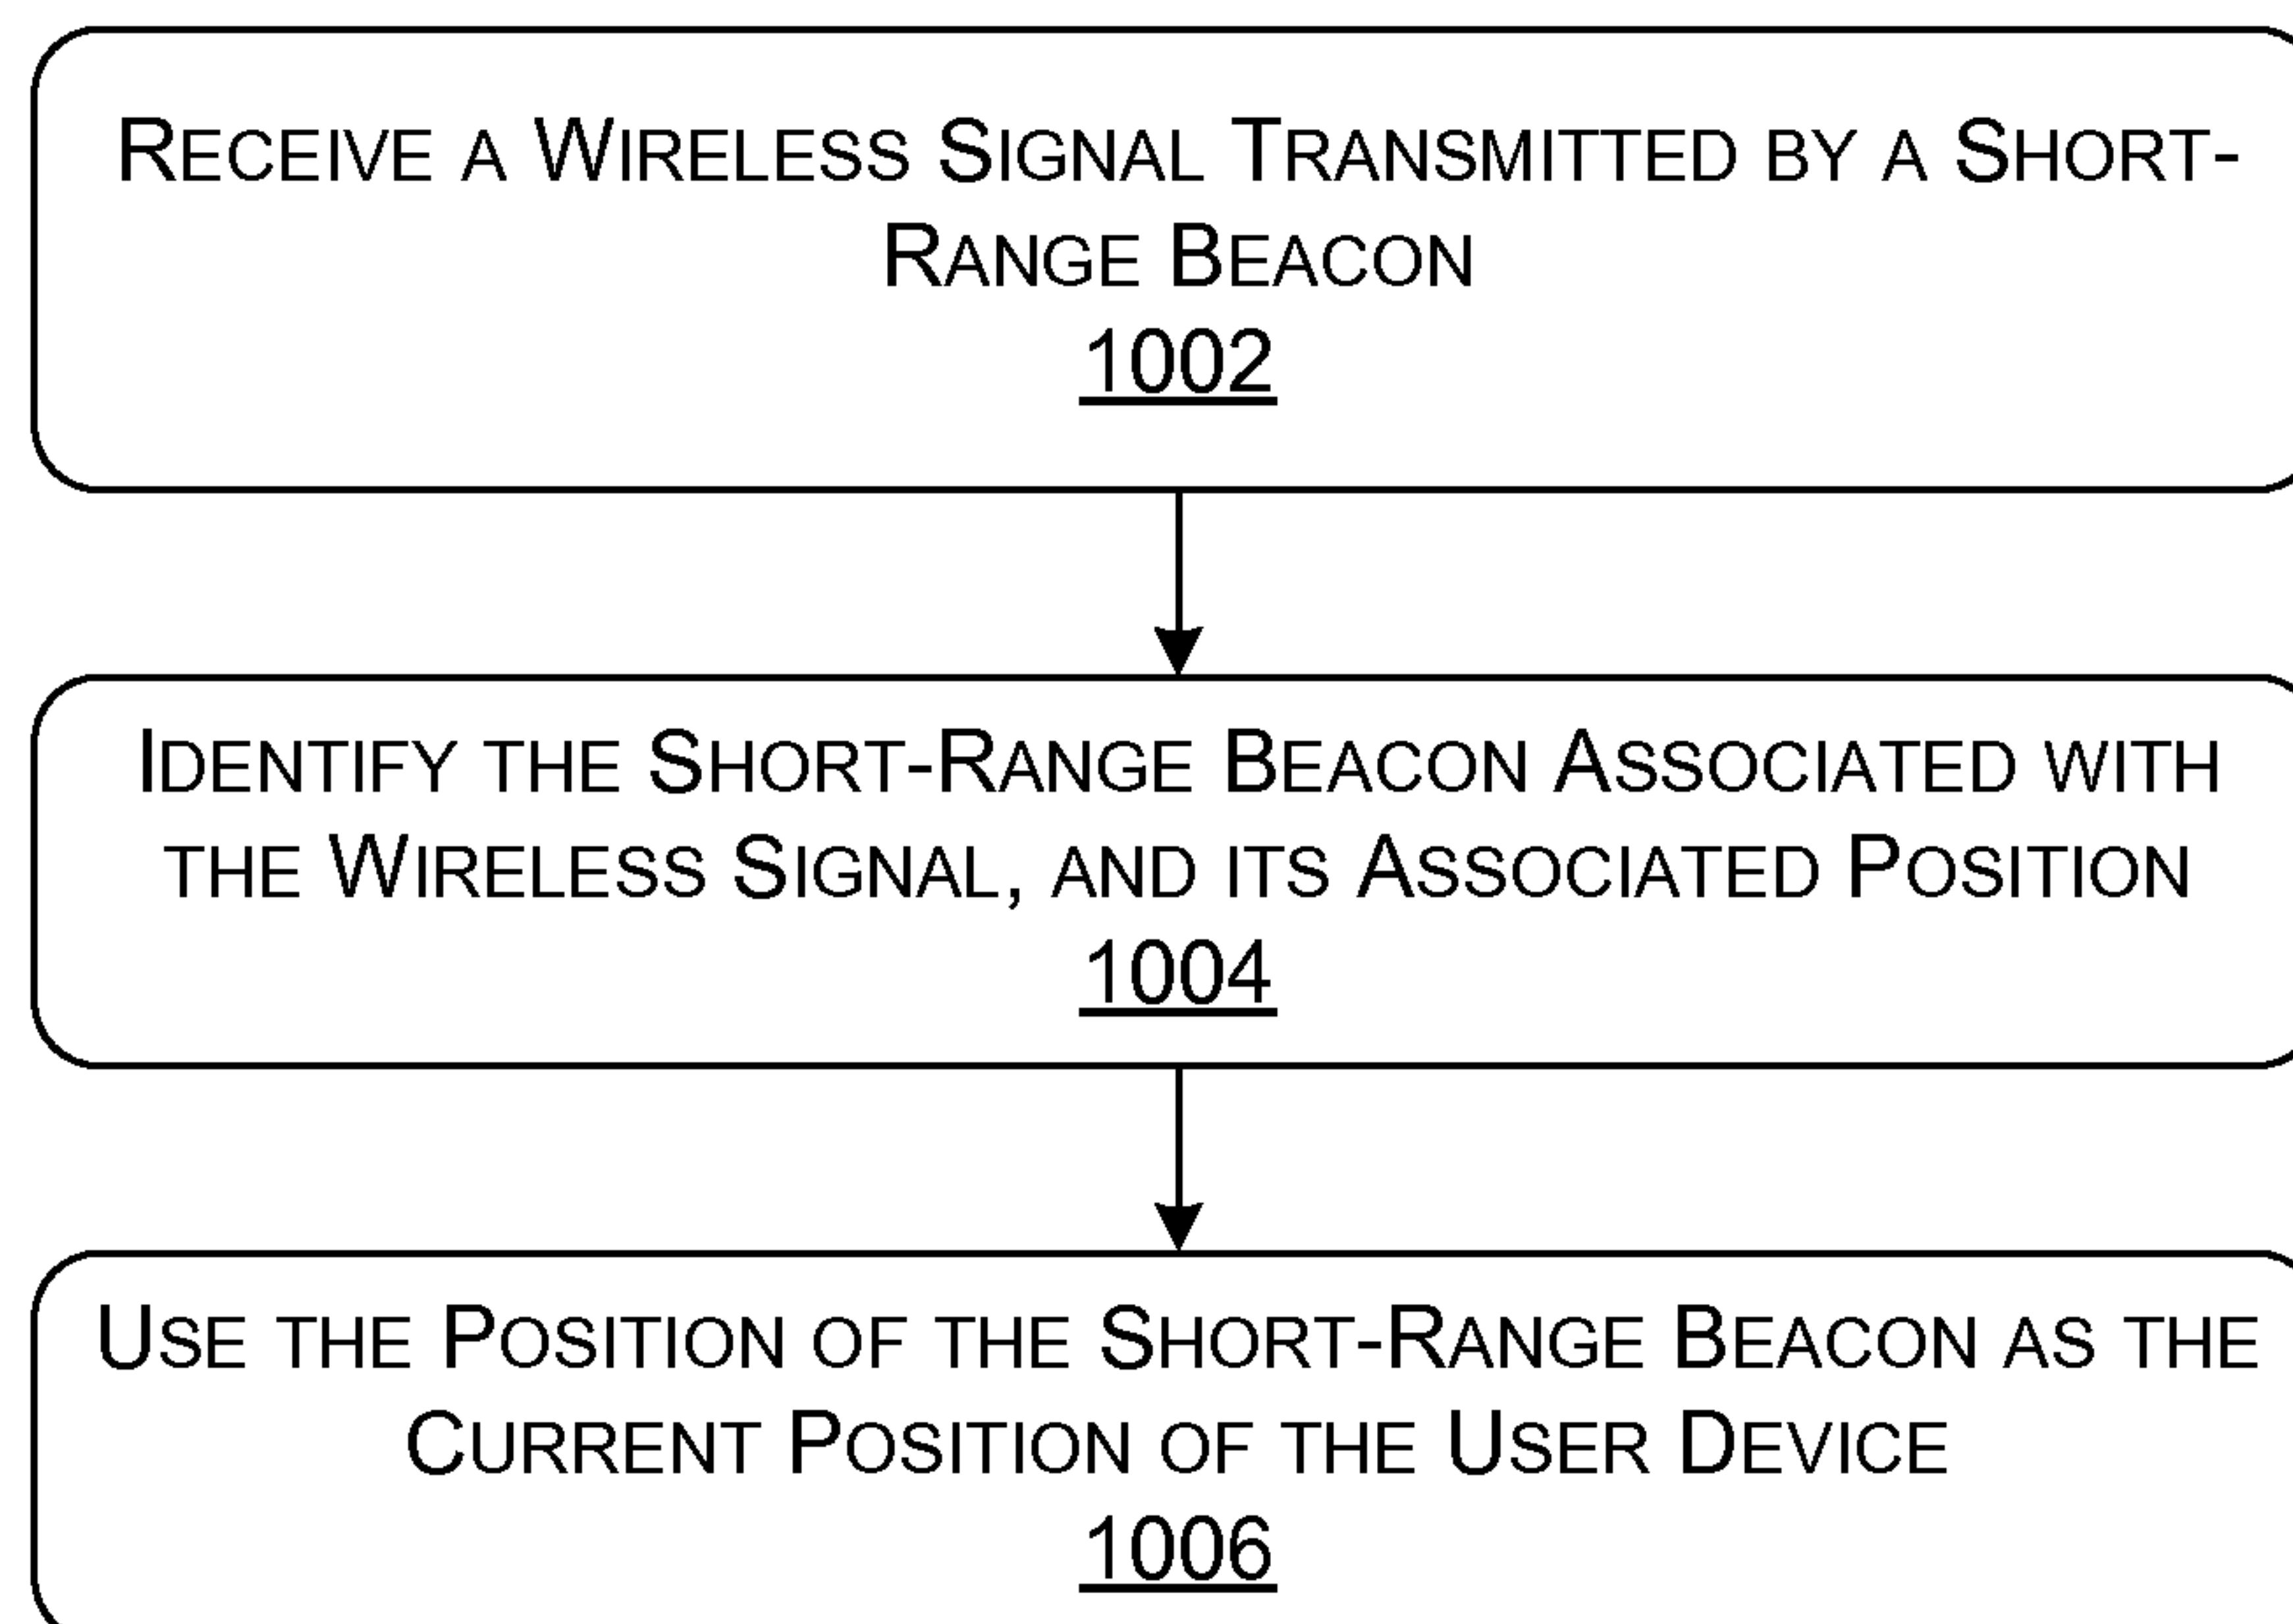 Receive a Wireless Signal Transmitted by a Short-
Range Beacon
1002
Identify the Short-Range Beacon Associated with
the Wireless Signal, and its Associated Position
1004
Use the Position of the Short-Range Beacon as the
Current Position of the User Device
1006